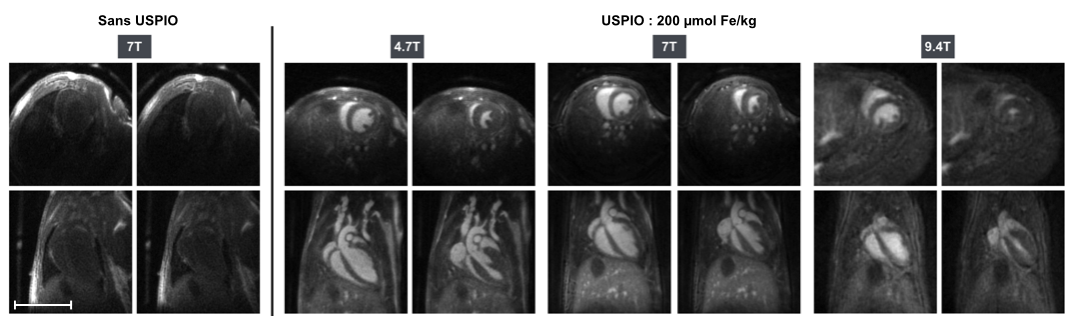 Sans USPIO
USPIO : 200 µmol Fe/kg
7T
4.7T
7T
9.4T